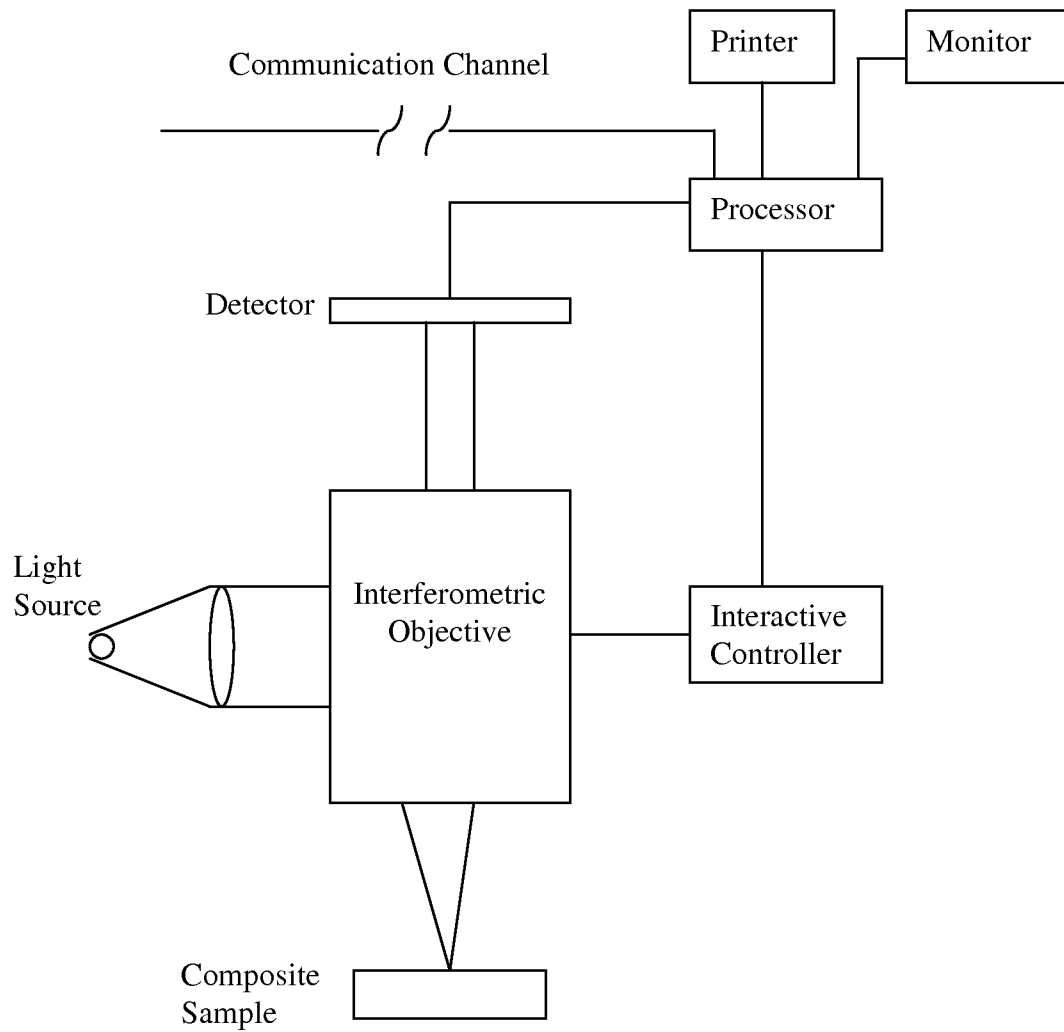 Printer
Monitor
Communication Channel
Processor
Detector
Light
Source
Interferometric
Objective
Interactive
Controller
Composite
Sample